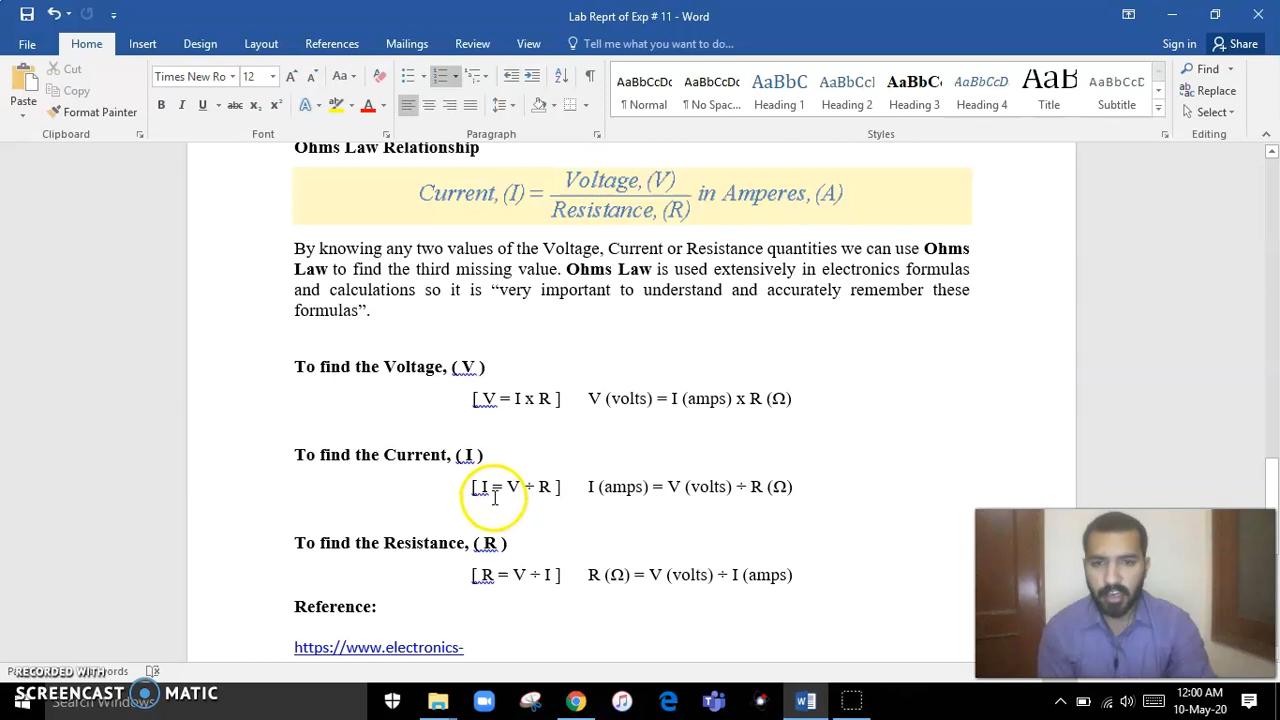 Lab Reprt of Exp # 11 - Word
File Home Insert Design Layout References Mailings Review View Tell me what you want to do... Sign in Share
Paste Cut Copy Format Painter
Clipboard
Times New Ro 12 Aa
B I U abc X₂ X² A A
Font
Paragraph
AaBbCcDc AaBbCcDc AaBbC AaBbCcD AaBbC AaBbCcD AaB AaBbCcD
¶ Normal ¶ No Spac... Heading 1 Heading 2 Heading 3 Heading 4 Title Subtitle
Styles
Find
Replace
Select
Editing
Ohms Law Relationship
Current, (I) = Voltage, (V) / Resistance, (R) in Amperes, (A)
By knowing any two values of the Voltage, Current or Resistance quantities we can use Ohms
Law to find the third missing value. Ohms Law is used extensively in electronics formulas
and calculations so it is “very important to understand and accurately remember these
formulas”.
To find the Voltage, ( V )
[ V = I x R ] V (volts) = I (amps) x R (Ω)
To find the Current, ( I )
[ I = V ÷ R ] I (amps) = V (volts) ÷ R (Ω)
To find the Resistance, ( R )
[ R = V ÷ I ] R (Ω) = V (volts) ÷ I (amps)
Reference:
https://www.electronics-
RECORDED WITH
SCREENCAST MATIC
12:00 AM
10-May-20